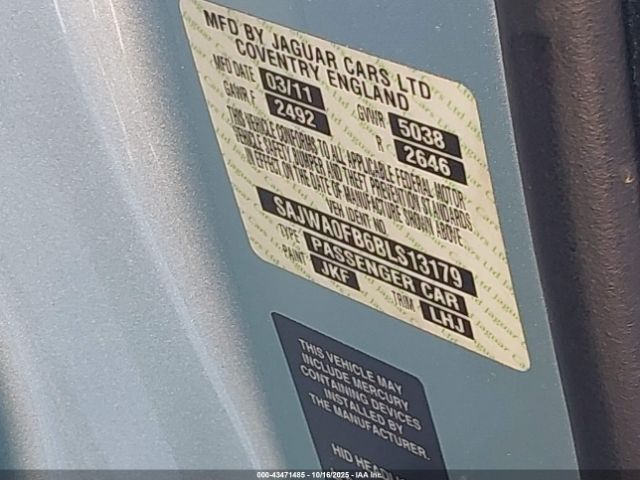 MFD BY JAGUAR CARS LTD
COVENTRY ENGLAND
MFD DATE 03/11 GVWR 5038
GAWR F 2492 R 2646
THIS VEHICLE CONFORMS TO ALL APPLICABLE FEDERAL MOTOR
VEHICLE SAFETY BUMPER AND THEFT PREVENTION STANDARDS
IN EFFECT ON THE DATE OF MANUFACTURE SHOWN ABOVE
VEH IDENT NO
SAJWA0FB6BLS13179
TYPE PASSENGER CAR
PAINT JKF TRIM LHJ
THIS VEHICLE MAY
INCLUDE MERCURY
CONTAINING DEVICES
INSTALLED BY
THE MANUFACTURER.
HID
000-43471485 - 10/16/2025 - IAA Inc.